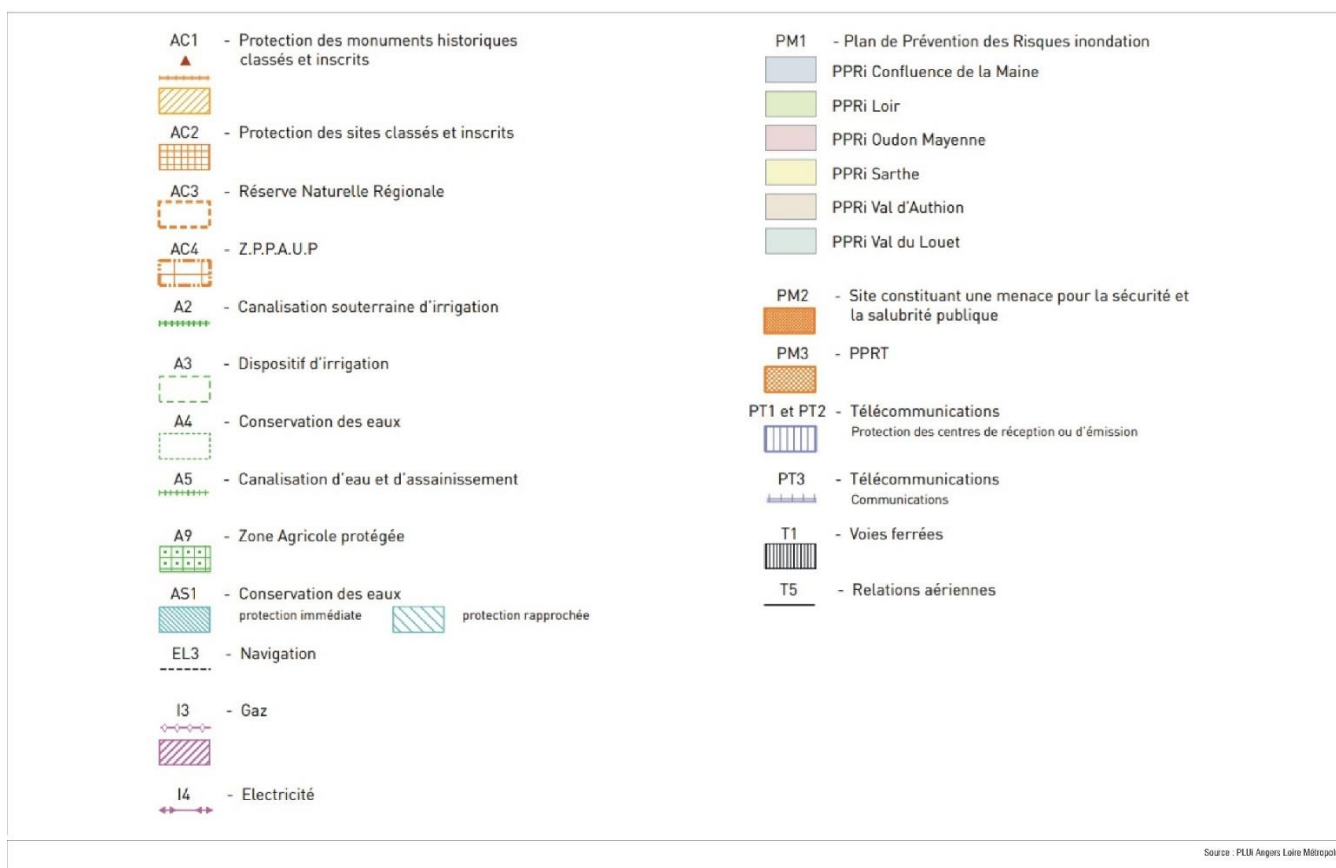 AC1 - Protection des monuments historiques
classés et inscrits
AC2 - Protection des sites classés et inscrits
AC3 - Réserve Naturelle Régionale
AC4 - Z.P.P.A.U.P
A2 - Canalisation souterraine d'irrigation
A3 - Dispositif d'irrigation
A4 - Conservation des eaux
A5 - Canalisation d'eau et d'assainissement
A9 - Zone Agricole protégée
AS1 - Conservation des eaux
protection immédiate protection rapprochée
EL3 - Navigation
I3 - Gaz
I4 - Electricité
PM1 - Plan de Prévention des Risques inondation
PPRi Confluence de la Maine
PPRi Loir
PPRi Oudon Mayenne
PPRi Sarthe
PPRi Val d'Authion
PPRi Val du Louet
PM2 - Site constituant une menace pour la sécurité et
la salubrité publique
PM3 - PPRT
PT1 et PT2 - Télécommunications
Protection des centres de réception ou d'émission
PT3 - Télécommunications
Communications
T1 - Voies ferrées
T5 - Relations aériennes
Source : PLUi Angers Loire Métropole